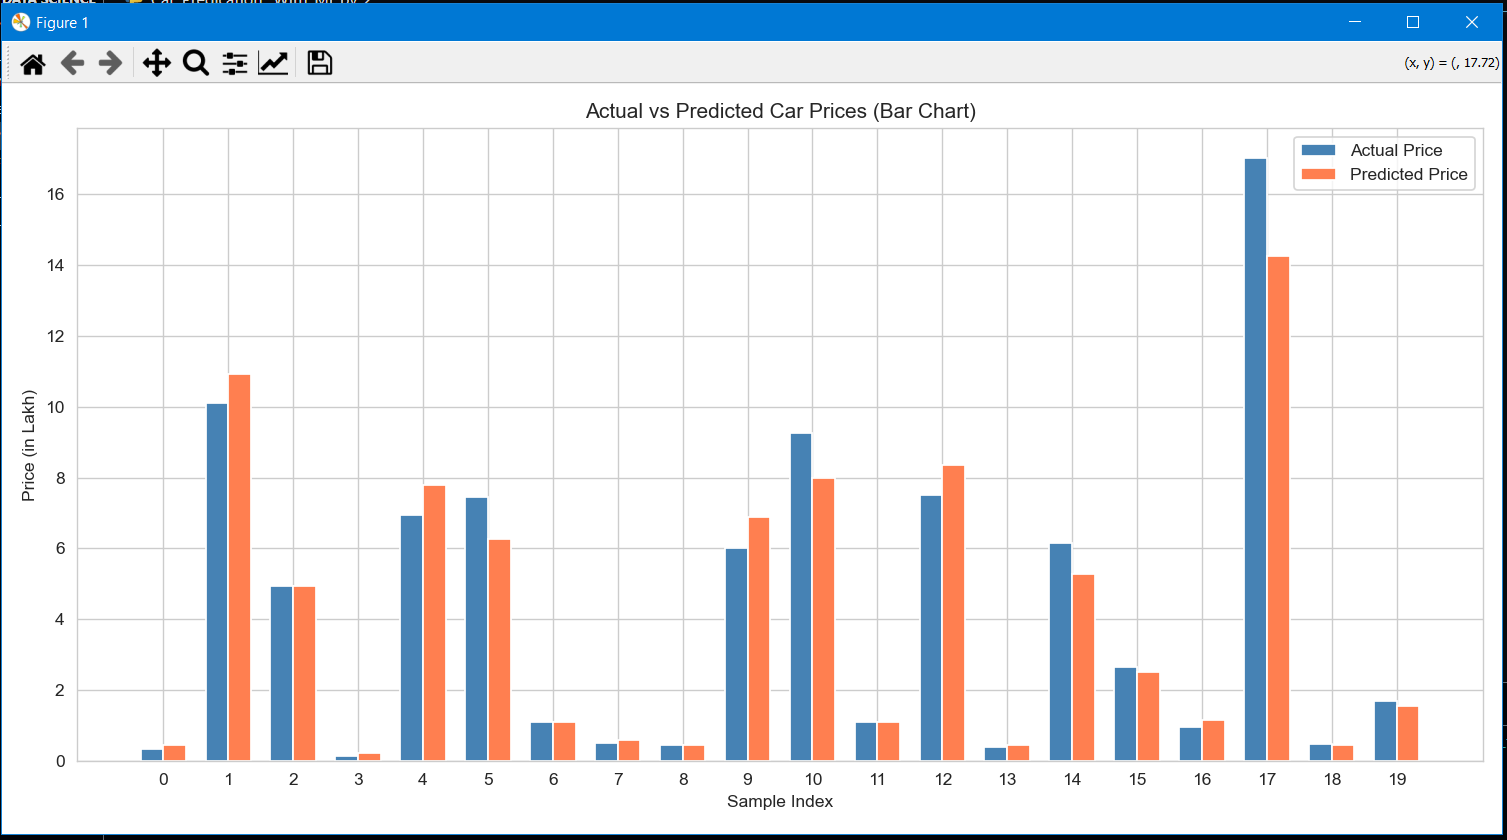 DATA SCIENCE
Figure 1
(x, y) = (, 17.72)
Actual vs Predicted Car Prices (Bar Chart)
Actual Price
Predicted Price
Price (in Lakh)
16
14
12
10
8
6
4
2
0
0 1 2 3 4 5 6 7 8 9 10 11 12 13 14 15 16 17 18 19
Sample Index